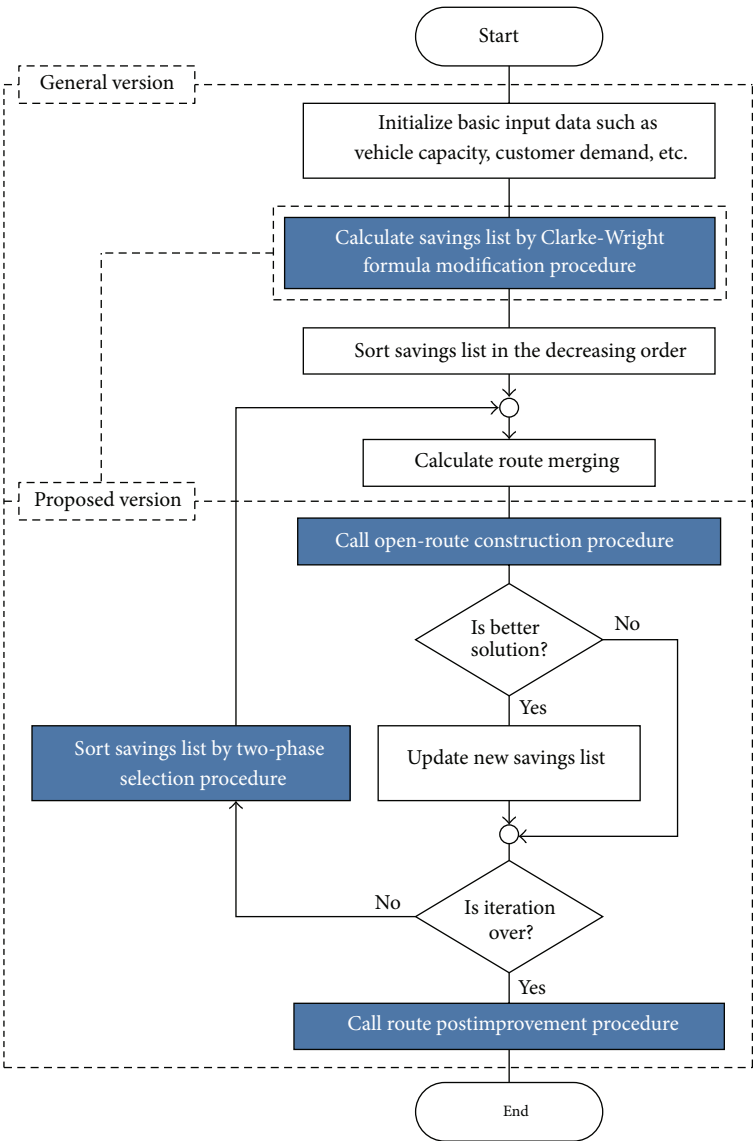 Start
General version
Initialize basic input data such as
vehicle capacity, customer demand, etc.
Calculate savings list by Clarke-Wright
formula modification procedure
Sort savings list in the decreasing order
Calculate route merging
Proposed version
Call open-route construction procedure
Is better
solution?
No
Yes
Sort savings list by two-phase
selection procedure
Update new savings list
No
Is iteration
over?
Yes
Call route postimprovement procedure
End